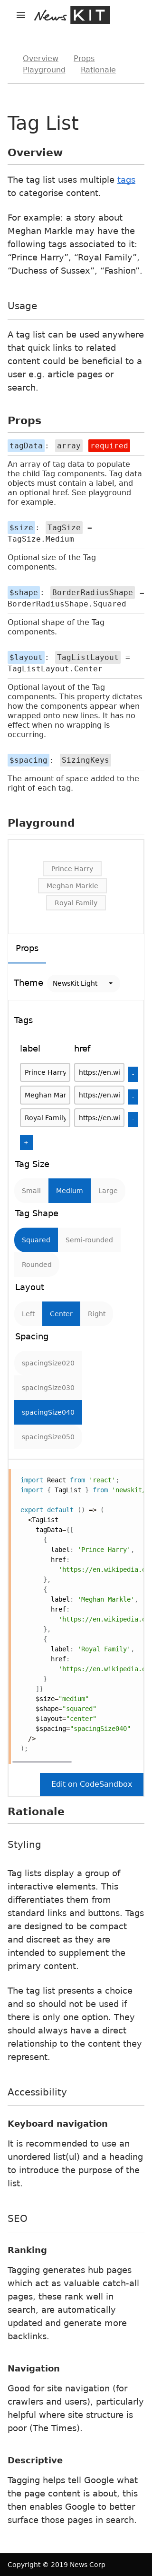 News KIT
Overview Props
Playground Rationale
Tag List
Overview
The tag list uses multiple tags
to categorise content.
For example: a story about
Meghan Markle may have the
following tags associated to it:
“Prince Harry”, “Royal Family”,
“Duchess of Sussex”, “Fashion”.
Usage
A tag list can be used anywhere
that quick links to related
content could be beneficial to a
user e.g. article pages or
search.
Props
tagData: array required
An array of tag data to populate
the child Tag components. Tag data
objects must contain a label, and
an optional href. See playground
for example.
$size: TagSize =
TagSize.Medium
Optional size of the Tag
components.
$shape: BorderRadiusShape =
BorderRadiusShape.Squared
Optional shape of the Tag
components.
$layout: TagListLayout =
TagListLayout.Center
Optional layout of the Tag
components. This property dictates
how the components appear when
wrapped onto new lines. It has no
effect when no wrapping is
occuring.
$spacing: SizingKeys
The amount of space added to the
right of each tag.
Playground
Prince Harry
Meghan Markle
Royal Family
Props
Theme NewsKit Light
Tags
label href
Prince Harry https://en.wi -
Meghan Mar https://en.wi -
Royal Family https://en.wi -
+
Tag Size
Small Medium Large
Tag Shape
Squared Semi-rounded
Rounded
Layout
Left Center Right
Spacing
spacingSize020
spacingSize030
spacingSize040
spacingSize050
import React from 'react';
import { TagList } from 'newskit/
export default () => (
<TagList
tagData={[
{
label: 'Prince Harry',
href:
'https://en.wikipedia.o
},
{
label: 'Meghan Markle',
href:
'https://en.wikipedia.o
},
{
label: 'Royal Family',
href:
'https://en.wikipedia.o
}
]}
$size="medium"
$shape="squared"
$layout="center"
$spacing="spacingSize040"
/>
);
Edit on CodeSandbox
Rationale
Styling
Tag lists display a group of
interactive elements. This
differentiates them from
standard links and buttons. Tags
are designed to be compact
and discreet as they are
intended to supplement the
primary content.
The tag list presents a choice
and so should not be used if
there is only one option. They
should always have a direct
relationship to the content they
represent.
Accessibility
Keyboard navigation
It is recommended to use an
unordered list(ul) and a heading
to introduce the purpose of the
list.
SEO
Ranking
Tagging generates hub pages
which act as valuable catch-all
pages, these rank well in
search, are automatically
updated and generate more
backlinks.
Navigation
Good for site navigation (for
crawlers and users), particularly
helpful where site structure is
poor (The Times).
Descriptive
Tagging helps tell Google what
the page content is about, this
then enables Google to better
surface those pages in search.
Copyright © 2019 News Corp